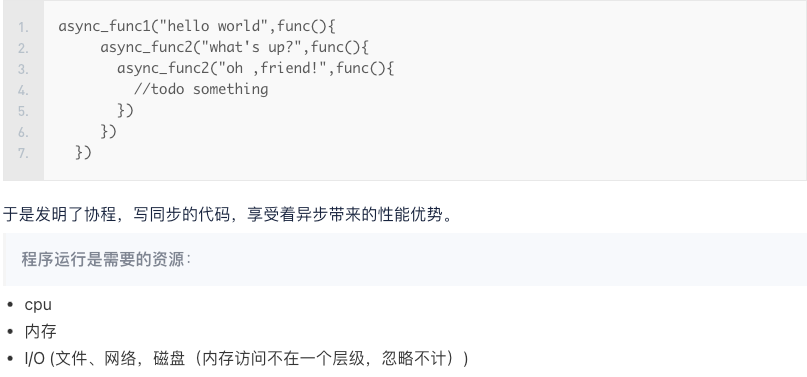 1. async_func1("hello world",func(){
2. async_func2("what's up?",func(){
3. async_func2("oh ,friend!",func(){
4. //todo something
5. })
6. })
7. })
于是发明了协程，写同步的代码，享受着异步带来的性能优势。
程序运行是需要的资源：
• cpu
• 内存
• I/O (文件、网络，磁盘（内存访问不在一个层级，忽略不计）)